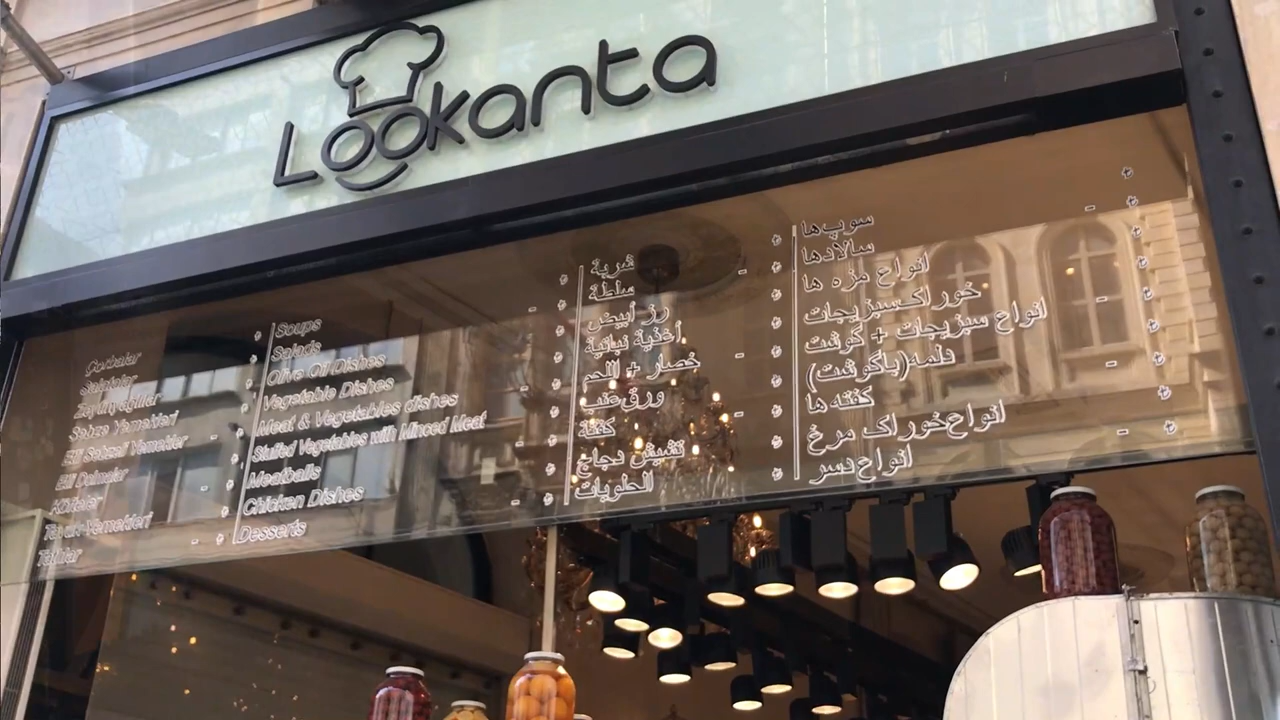 Lookanta
Çorbalar
Salatalar
Zeytinyağlılar
Sebze Yemekleri
Etli Sebzeli Yemekler
Etli Dolmalar
Köfteler
Tavuk Yemekleri
Tatlılar
Soups
Salads
Olive Oil Dishes
Vegetable Dishes
Meat & Vegetables dishes
Stuffed Vegetables with Minced Meat
Meatballs
Chicken Dishes
Desserts
شربة
سلطة
رز أبيض
أغذية نباتية
خضار + اللحم
ورق عنب
كفتة
تشيش دجاج
الحلويات
سوپ‌ها
سالادها
انواع مزه ها
خوراک‌سبزیجات
انواع سبزیجات + گوشت
دلمه(باگوشت)
کفته‌ها
انواع‌خوراک مرغ
انواع‌دسر